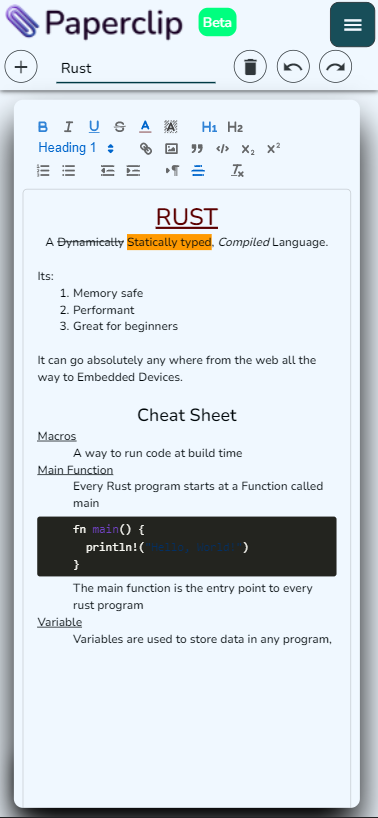 Paperclip Beta
Rust
B I U S A A H1 H2
Heading 1 x2 x2
Tx
RUST
A Dynamically Statically typed, Compiled Language.
Its:
1. Memory safe
2. Performant
3. Great for beginners
It can go absolutely any where from the web all the
way to Embedded Devices.
Cheat Sheet
Macros
A way to run code at build time
Main Function
Every Rust program starts at a Function called
main
fn main() {
println!( )
}
The main function is the entry point to every
rust program
Variable
Variables are used to store data in any program,